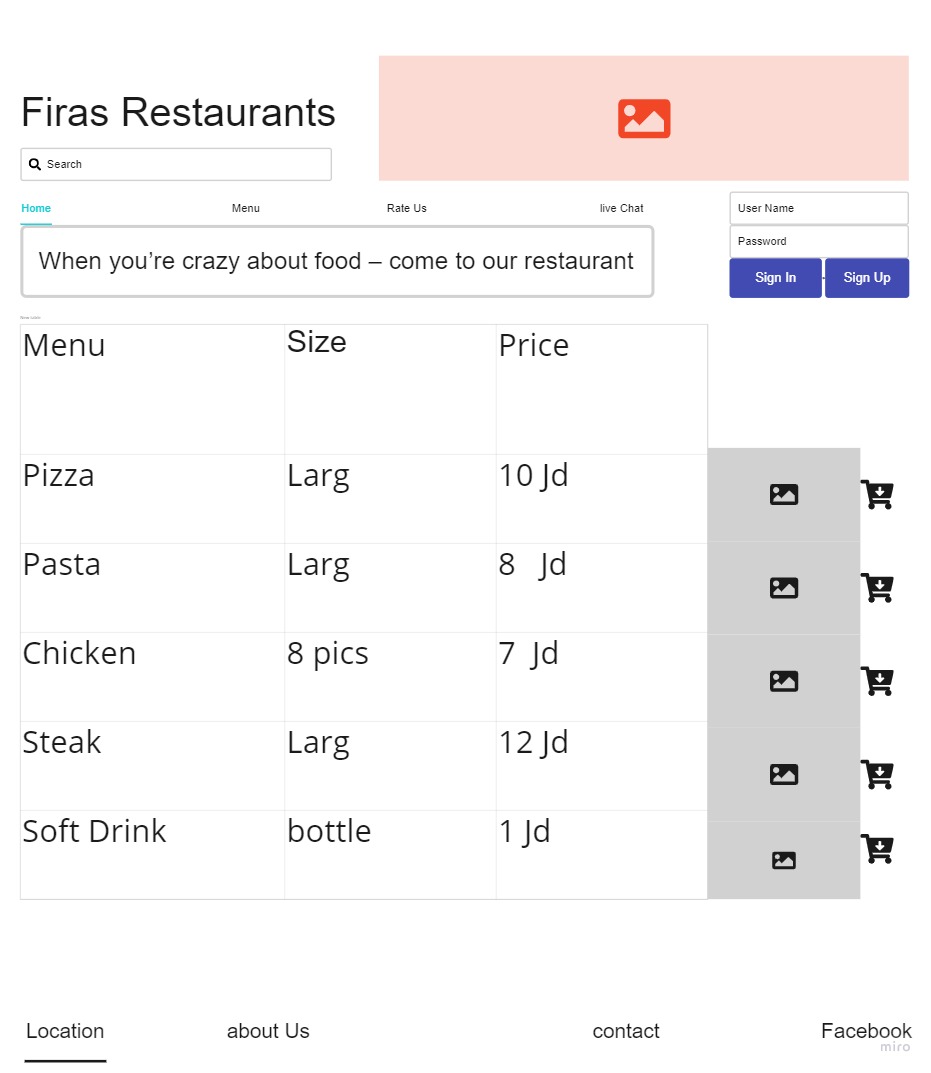 Firas Restaurants
Search
Home Menu Rate Us live Chat
User Name
Password
When you’re crazy about food – come to our restaurant
Sign In Sign Up
Menu Size Price
Pizza Larg 10 Jd
Pasta Larg 8 Jd
Chicken 8 pics 7 Jd
Steak Larg 12 Jd
Soft Drink bottle 1 Jd
Location about Us contact Facebook
miro